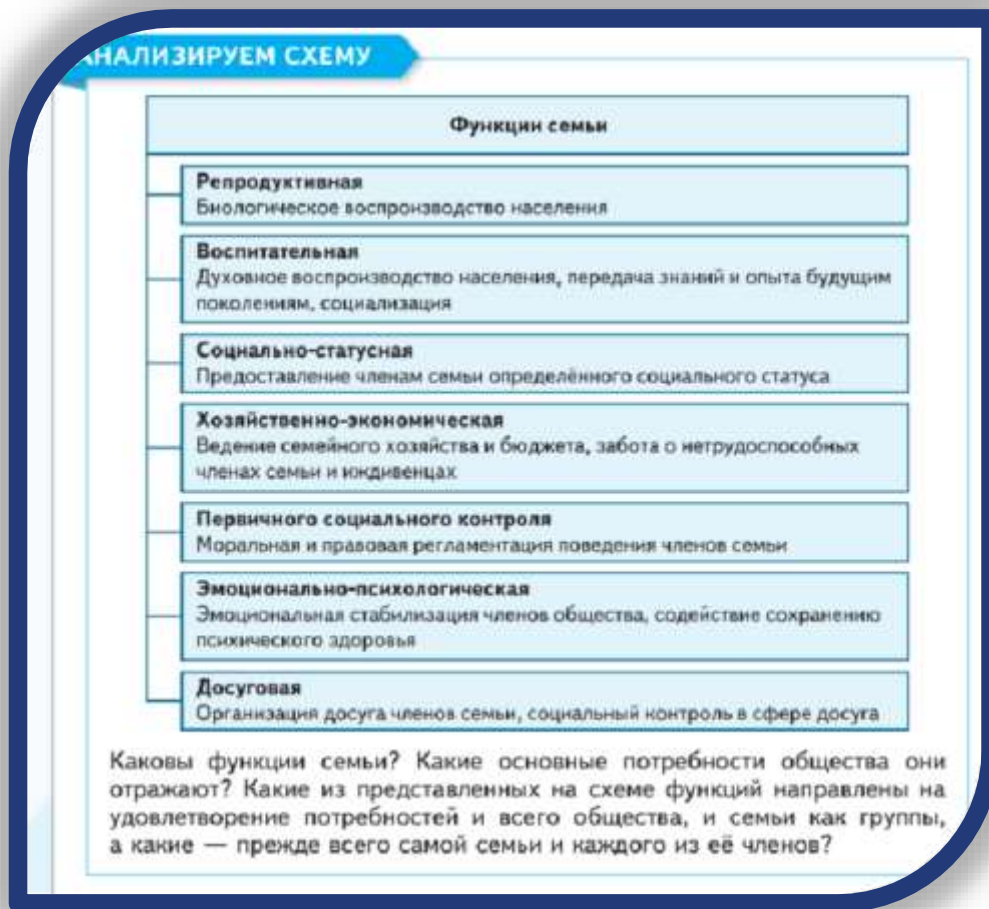 АНАЛИЗИРУЕМ СХЕМУ
Функции семьи
Репродуктивная
Биологическое воспроизводство населения
Воспитательная
Духовное воспроизводство населения, передача знаний и опыта будущим
поколениям, социализация
Социально-статусная
Предоставление членам семьи определённого социального статуса
Хозяйственно-экономическая
Ведение семейного хозяйства и бюджета, забота о нетрудоспособных
членах семьи и иждивенцах
Первичного социального контроля
Моральная и правовая регламентация поведения членов семьи
Эмоционально-психологическая
Эмоциональная стабилизация членов общества, содействие сохранению
психического здоровья
Досуговая
Организация досуга членов семьи, социальный контроль в сфере досуга
Каковы функции семьи? Какие основные потребности общества они
отражают? Какие из представленных на схеме функций направлены на
удовлетворение потребностей и всего общества, и семьи как группы,
а какие — прежде всего самой семьи и каждого из её членов?